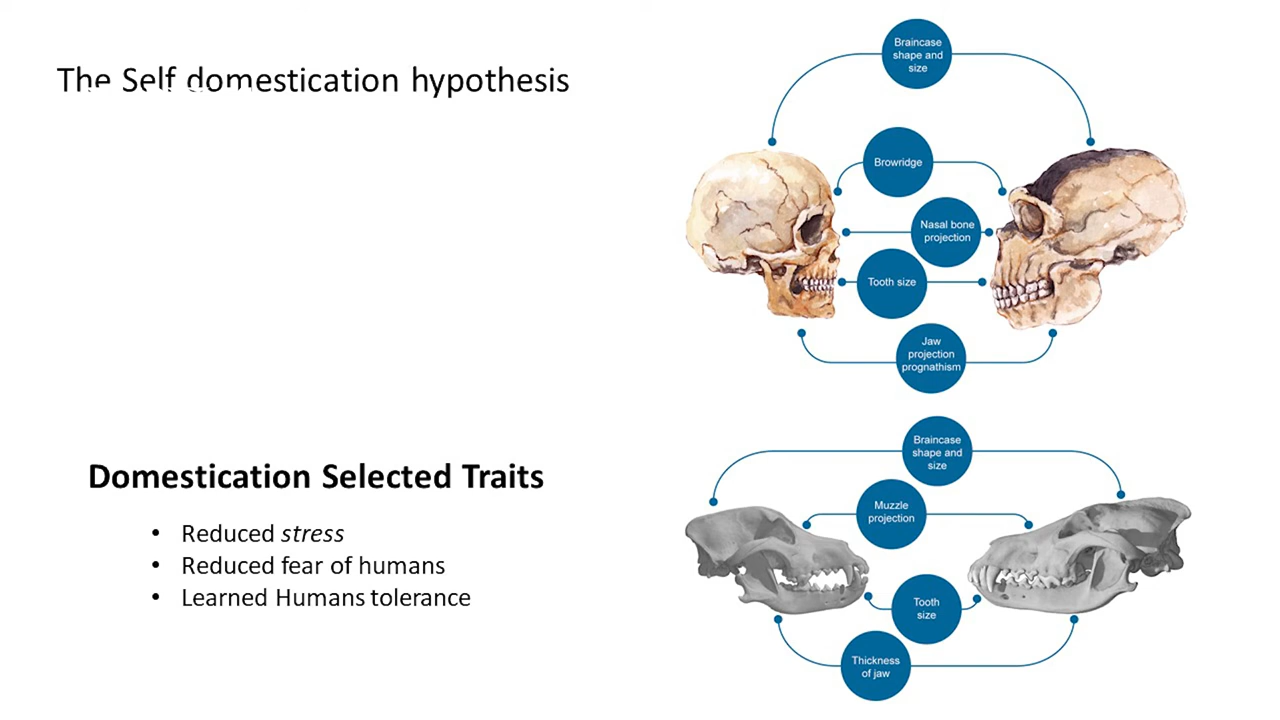 The Self domestication hypothesis
Braincase
shape and
size
Browridge
Nasal bone
projection
Tooth size
Jaw
projection
prognathism
Domestication Selected Traits
• Reduced stress
• Reduced fear of humans
• Learned Humans tolerance
Braincase
shape and
size
Muzzle
projection
Tooth
size
Thickness
of jaw